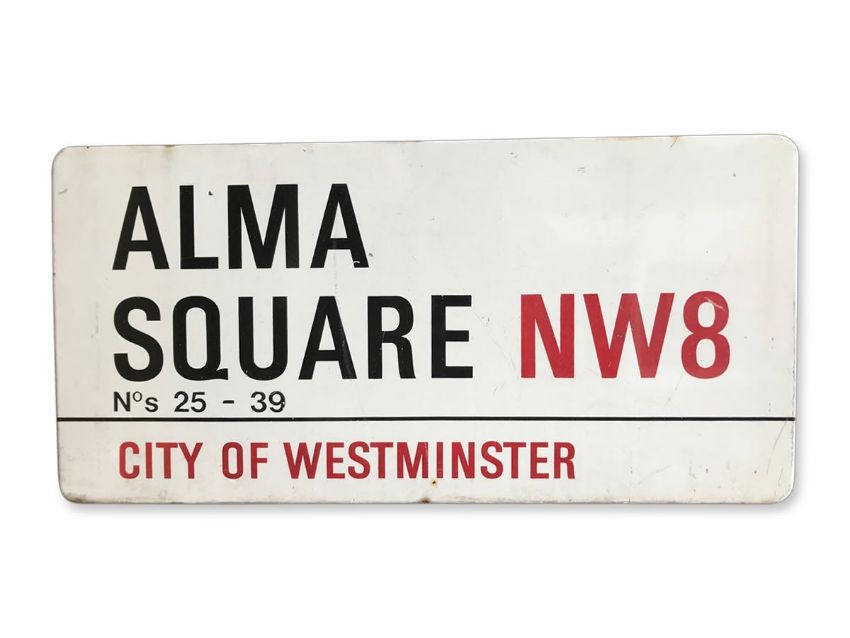 ALMA
SQUARE NW8
Nºs 25 - 39
CITY OF WESTMINSTER